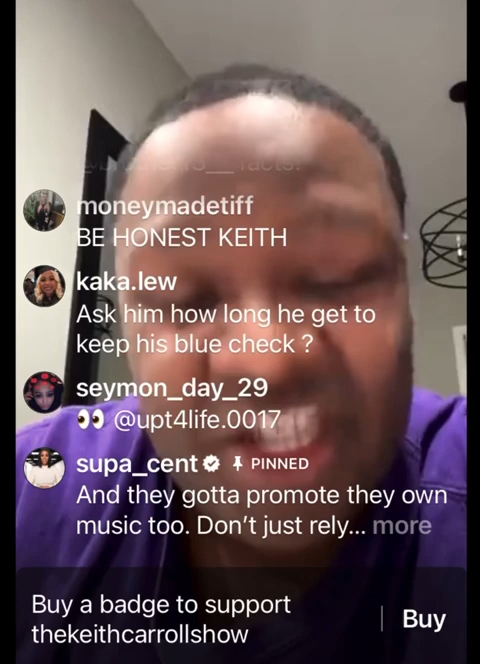 moneymadetiff
BE HONEST KEITH
kaka.lew
Ask him how long he get to
keep his blue check ?
seymon_day_29
👀 @upt4life.0017
supa_cent PINNED
And they gotta promote they own
music too. Don't just rely... more
Buy a badge to support
thekeithcarrollshow
Buy